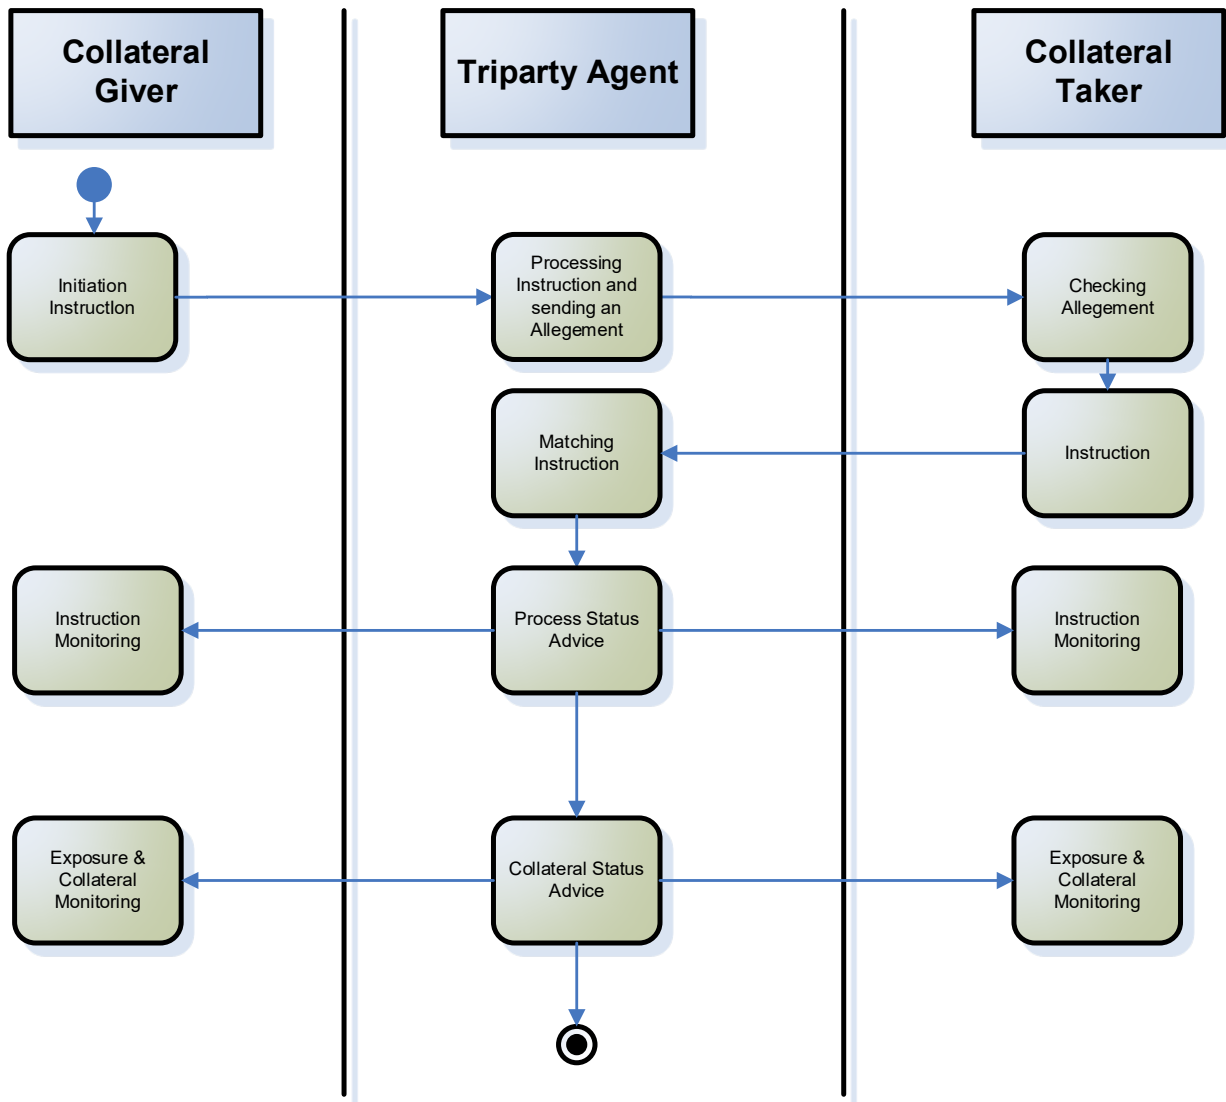 Collateral
Giver
Triparty Agent
Collateral
Taker
Initiation
InstructIon
Processing
Instruction and
sending an
Allegement
Checking
Allegement
Matching
Instruction
Instruction
Instruction
Monitoring
Process Status
Advice
Instruction
Monitoring
Exposure &
Collateral
Monitoring
Collateral Status
Advice
Exposure &
Collateral
Monitoring